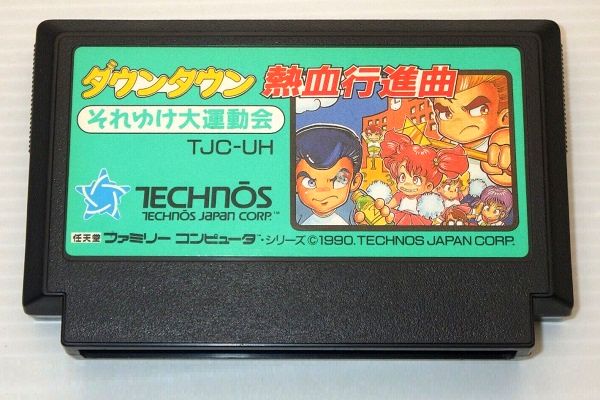 ダウンタウン 熱血行進曲
それゆけ大運動会
TJC-UH
TECHNŌS
TECHNŌS JAPAN CORP.™
任天堂 ファミリー コンピュータ・シリーズ ©1990. TECHNOS JAPAN CORP.